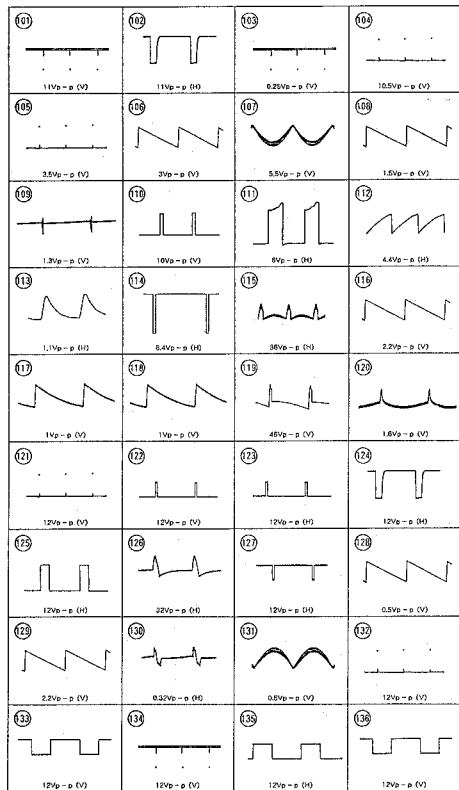 101 102 103 104
11Vp-p (V) 11Vp-p (H) 0.25Vp-p (V) 10.5Vp-p (V)
105 106 107 108
3.5Vp-p (V) 3Vp-p (V) 5.5Vp-p (V) 1.5Vp-p (V)
109 110 111 112
1.3Vp-p (V) 10Vp-p (V) 6Vp-p (H) 4.4Vp-p (H)
113 114 115 116
1.1Vp-p (H) 6.4Vp-p (H) 36Vp-p (H) 2.2Vp-p (V)
117 118 119 120
1Vp-p (V) 1Vp-p (V) 46Vp-p (V) 1.6Vp-p (V)
121 122 123 124
12Vp-p (V) 12Vp-p (V) 12Vp-p (V) 12Vp-p (H)
125 126 127 128
12Vp-p (H) 32Vp-p (H) 12Vp-p (H) 0.5Vp-p (V)
129 130 131 132
2.2Vp-p (V) 0.32Vp-p (H) 0.6Vp-p (V) 12Vp-p (V)
133 134 135 136
12Vp-p (V) 12Vp-p (V) 12Vp-p (H) 12Vp-p (V)